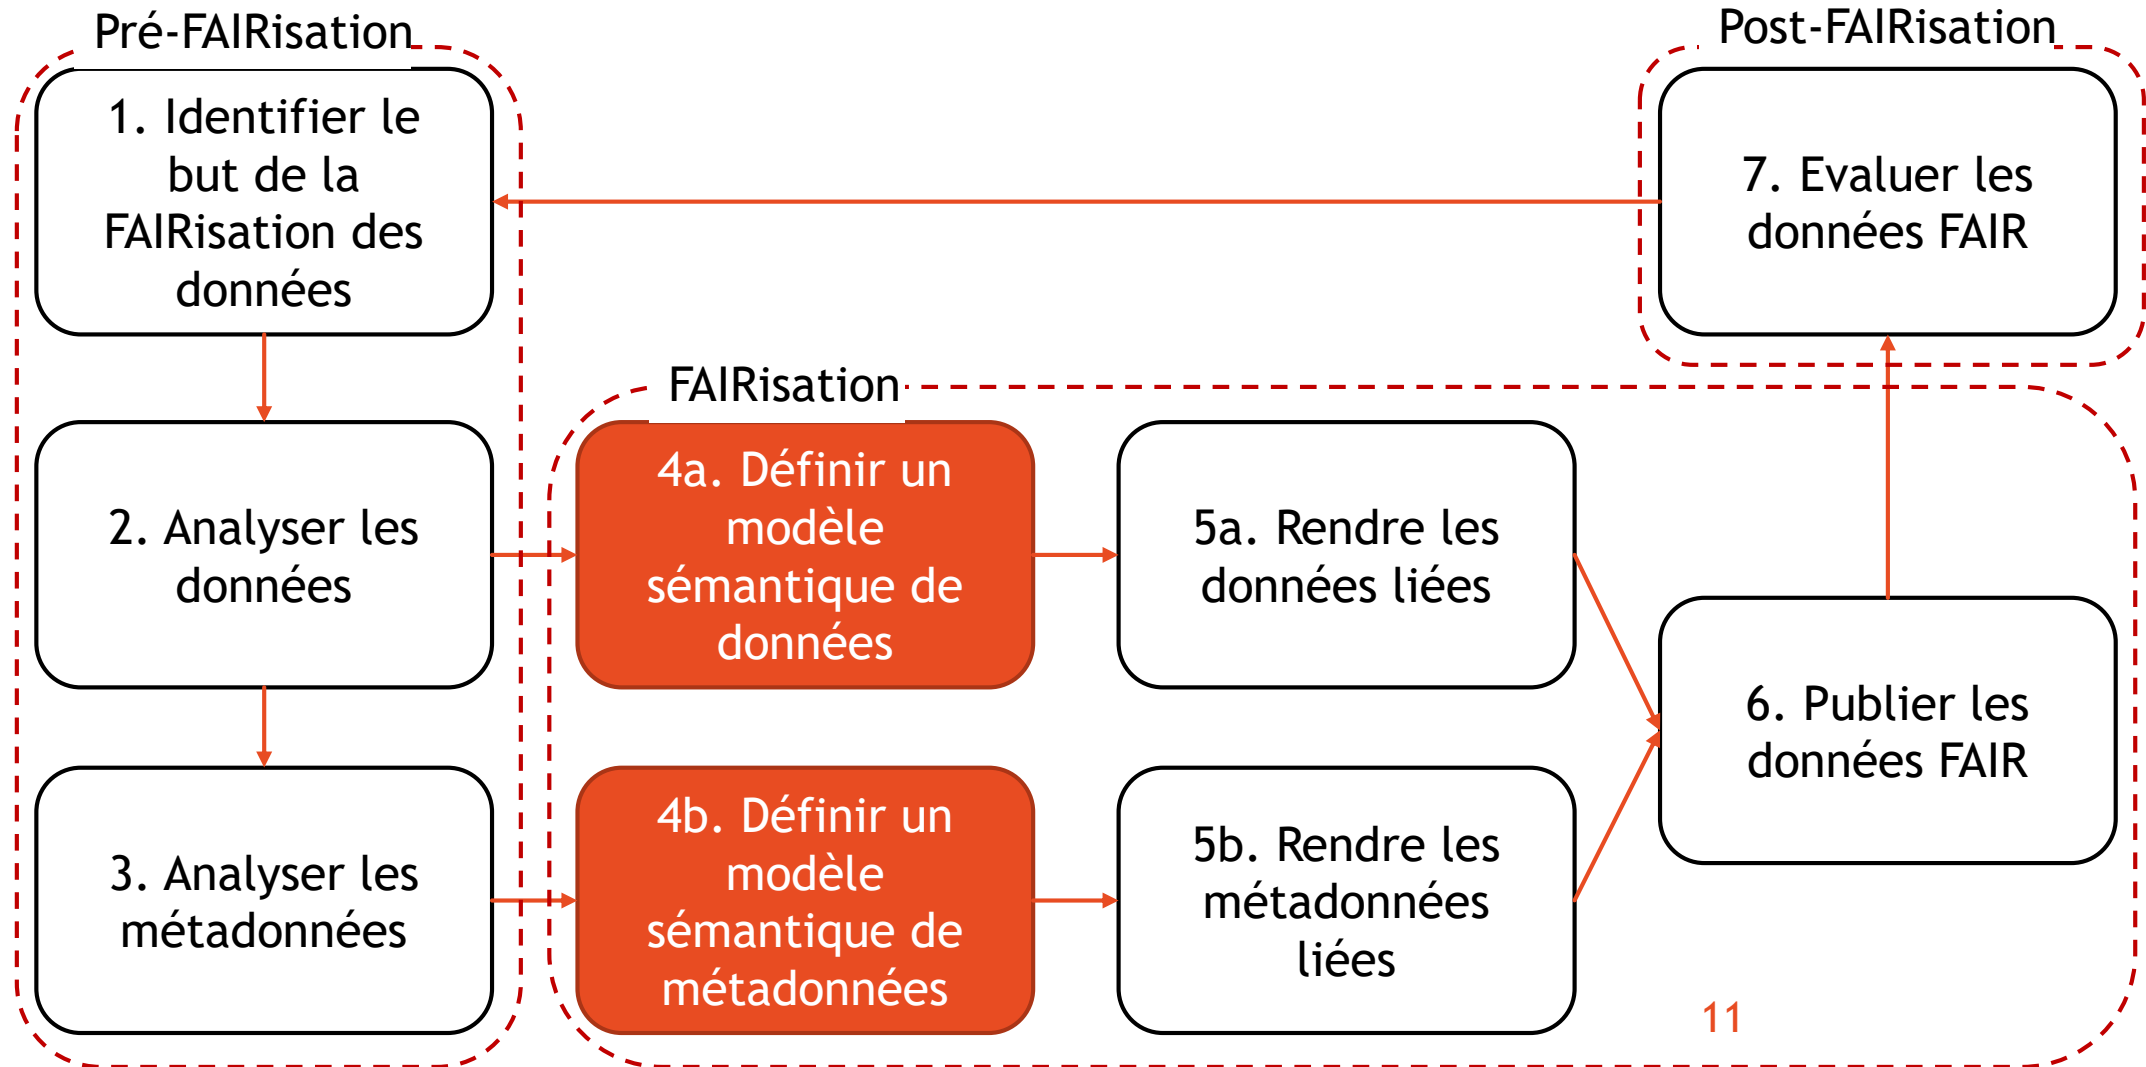 Pré-FAIRisation
1. Identifier le
but de la
FAIRisation des
données
2. Analyser les
données
3. Analyser les
métadonnées
FAIRisation
4a. Définir un
modèle
sémantique de
données
4b. Définir un
modèle
sémantique de
métadonnées
5a. Rendre les
données liées
5b. Rendre les
métadonnées
liées
6. Publier les
données FAIR
Post-FAIRisation
7. Evaluer les
données FAIR
11